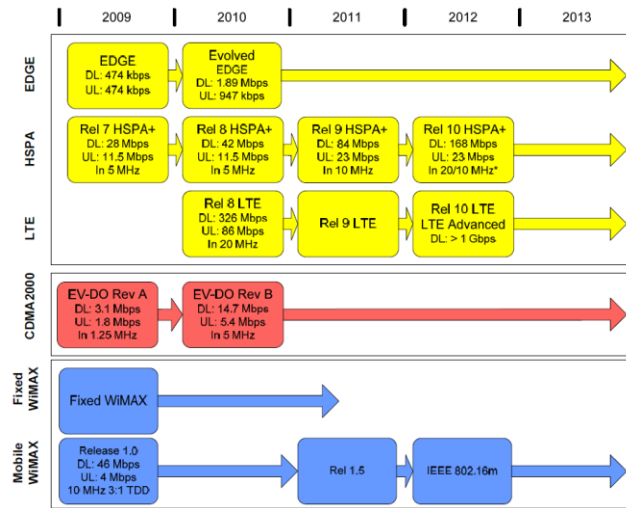 2009 2010 2011 2012 2013
EDGE
EDGE
DL: 474 kbps
UL: 474 kbps
Evolved
EDGE
DL: 1.89 Mbps
UL: 947 kbps
HSPA
Rel 7 HSPA+
DL: 28 Mbps
UL: 11.5 Mbps
In 5 MHz
Rel 8 HSPA+
DL: 42 Mbps
UL: 11.5 Mbps
In 5 MHz
Rel 9 HSPA+
DL: 84 Mbps
UL: 23 Mbps
In 10 MHz
Rel 10 HSPA+
DL: 168 Mbps
UL: 23 Mbps
In 20/10 MHz*
LTE
Rel 8 LTE
DL: 326 Mbps
UL: 86 Mbps
In 20 MHz
Rel 9 LTE
Rel 10 LTE
LTE Advanced
DL: > 1 Gbps
CDMA2000
EV-DO Rev A
DL: 3.1 Mbps
UL: 1.8 Mbps
In 1.25 MHz
EV-DO Rev B
DL: 14.7 Mbps
UL: 5.4 Mbps
In 5 MHz
Fixed
WiMAX
Fixed WiMAX
Mobile
WiMAX
Release 1.0
DL: 46 Mbps
UL: 4 Mbps
10 MHz 3:1 TDD
Rel 1.5
IEEE 802.16m